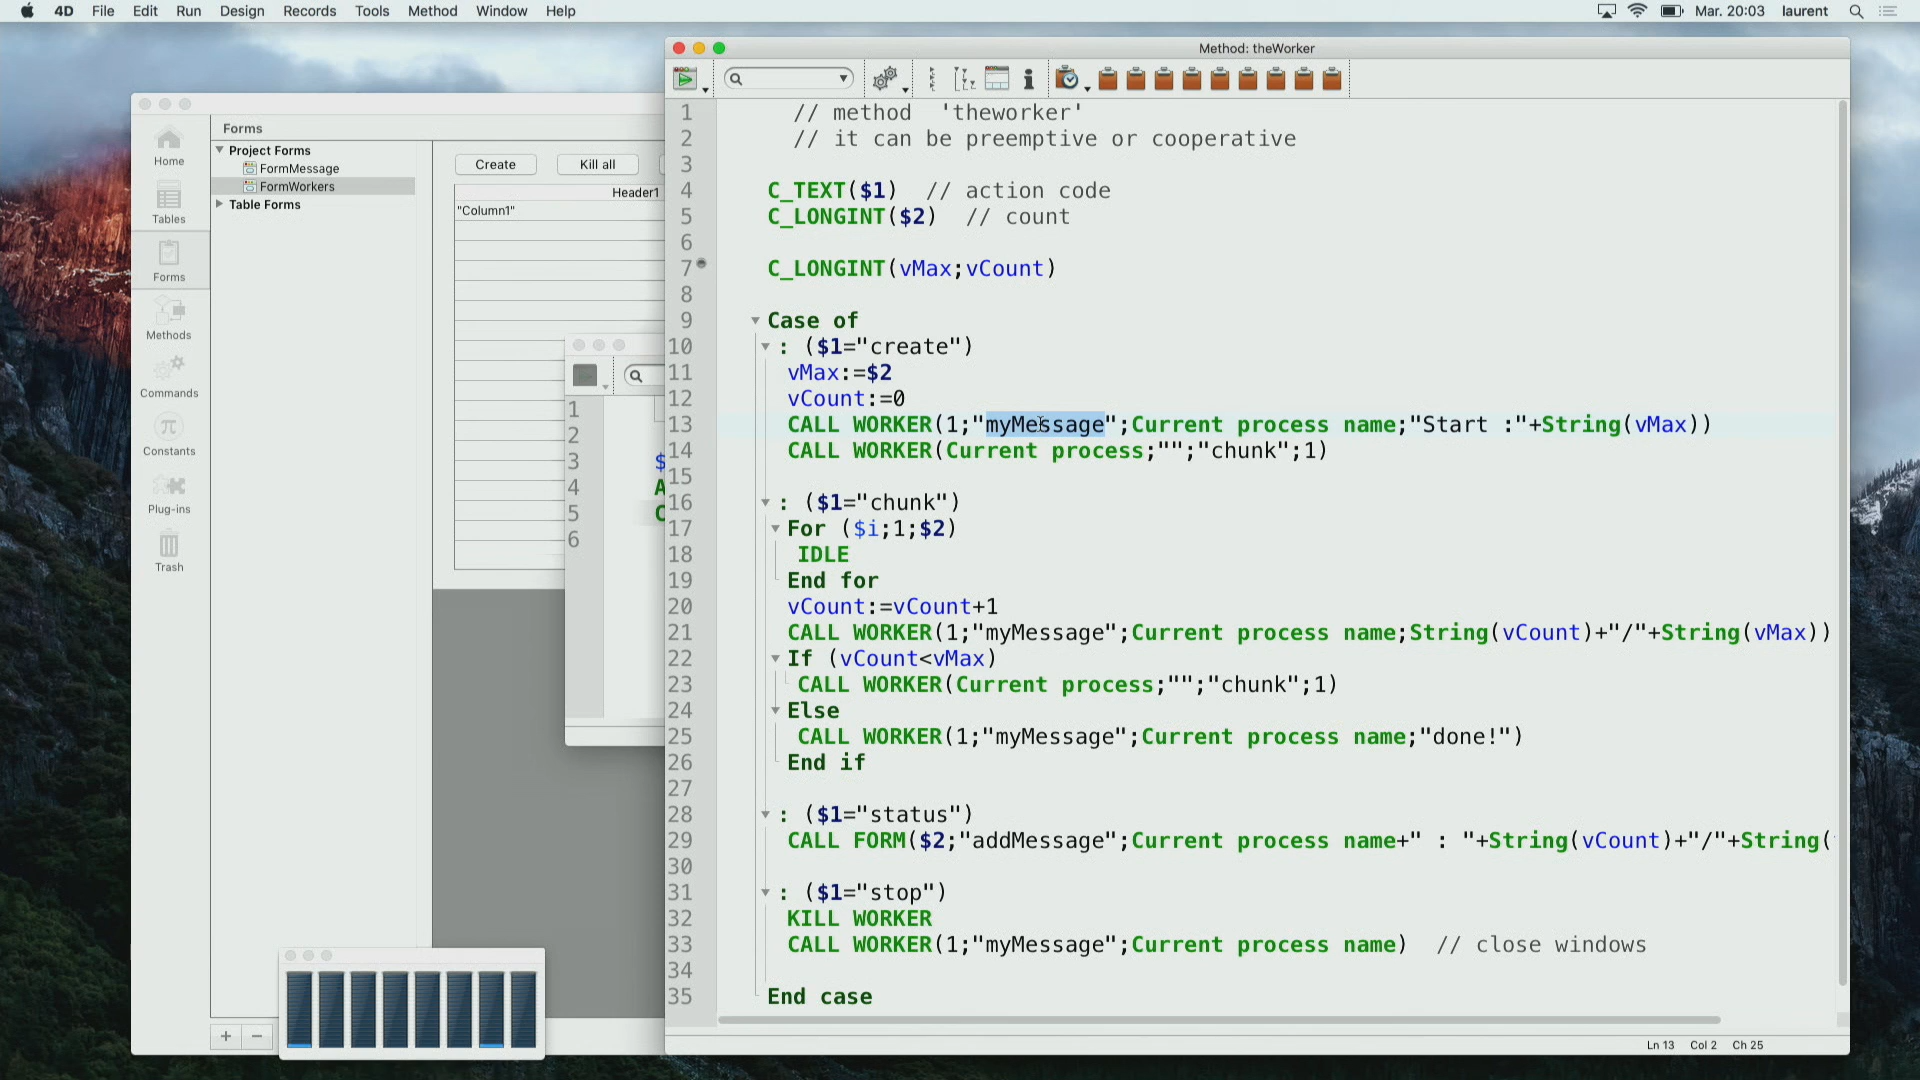 4D File Edit Run Design Records Tools Method Window Help
Mar. 20:03 laurent
Method: theWorker
Home
Tables
Forms
Methods
Commands
Constants
Plug-ins
Trash
Forms
Project Forms
FormMessage
FormWorkers
Table Forms
Create Kill all
Header1
"Column1"
1
2
3 $
4 A
5 C
6
1 // method 'theworker'
2 // it can be preemptive or cooperative
3
4 C_TEXT($1) // action code
5 C_LONGINT($2) // count
6
7 C_LONGINT(vMax;vCount)
8
9 Case of
10 : ($1="create")
11 vMax:=$2
12 vCount:=0
13 CALL WORKER(1;"myMessage";Current process name;"Start :"+String(vMax))
14 CALL WORKER(Current process;"";"chunk";1)
15
16 : ($1="chunk")
17 For ($i;1;$2)
18 IDLE
19 End for
20 vCount:=vCount+1
21 CALL WORKER(1;"myMessage";Current process name;String(vCount)+"/"+String(vMax))
22 If (vCount<vMax)
23 CALL WORKER(Current process;"";"chunk";1)
24 Else
25 CALL WORKER(1;"myMessage";Current process name;"done!")
26 End if
27
28 : ($1="status")
29 CALL FORM($2;"addMessage";Current process name+" : "+String(vCount)+"/"+String(
30
31 : ($1="stop")
32 KILL WORKER
33 CALL WORKER(1;"myMessage";Current process name) // close windows
34
35 End case
Ln 13 Col 2 Ch 25